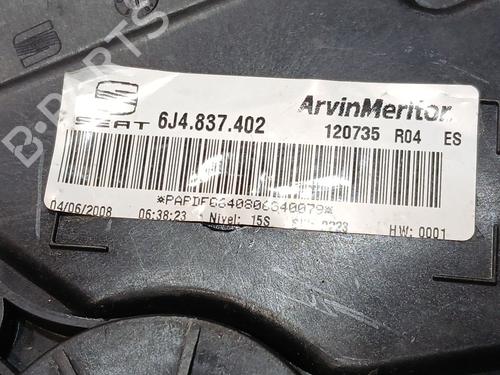 B-PARTS
SEAT 6J4.837.402
ArvinMeritor
120735 R04 ES
*PAPDFC640806640079*
04/06/2008 06:38:23 Nivel: 15S HW: 0001